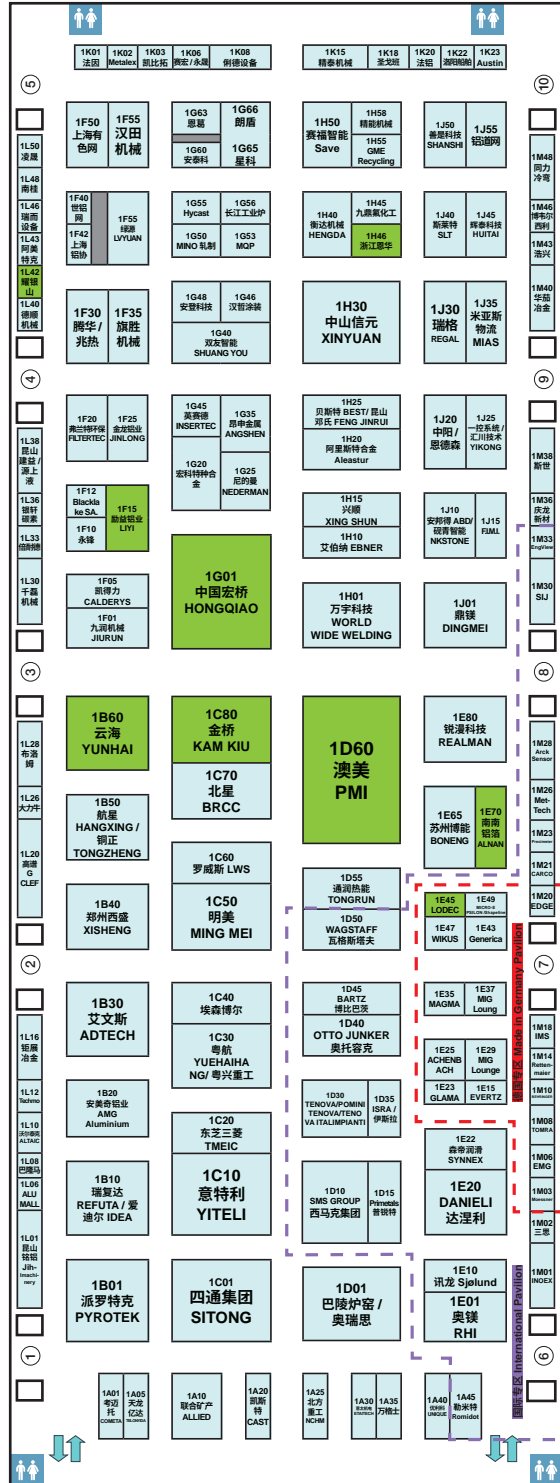 1K01
法因
1K02
Metalex
1K03
凯比拓
1K06
赛宏 / 永晟
1K08
俐德设备
1K15
精泰机械
1K18
圣戈班
1K20
法铝
1K22
洛阳船舶
1K23
Austin
5
10
1L50
凌晟
1L48
南桂
1L46
瑞而
设备
1L43
阿美
特克
1L42
耀银
山
1L40
德顺
机械
1F50
上海有
色网
1F55
汉田
机械
1G63
恩葛
1G60
安泰科
1G66
朗盾
1G65
星科
1H50
赛福智能
Save
1H58
精能机械
1H55
GME
Recycling
1J50
善是科技
SHANSHI
1J55
铝道网
1M48
同力
冷弯
1M46
博韦尔
西利
1M43
浩兴
1M40
华茄
冶金
1F40
世铝
网
1F42
上海
铝协
1F55
绿源
LVYUAN
1G55
Hycast
1G56
长江工业炉
1G50
MINO 轧制
1G53
MQP
1H40
衡达机械
HENGDA
1H45
九鼎氟化工
1H46
浙江恩华
1J40
斯莱特
SLT
1J45
辉泰科技
HUITAI
1F30
腾华 /
兆热
1F35
旗胜
机械
1G48
安登科技
1G46
汉哲涂装
1G40
双友智能
SHUANG YOU
1H30
中山信元
XINYUAN
1J30
瑞格
REGAL
1J35
米亚斯
物流
MIAS
4
9
1L38
昆山
建益 /
源上
液
1L36
银轩
碳素
1L33
倍耐德
1L30
千磊
机械
1F20
弗兰特环保
FILTERTEC
1F25
金龙铝业
JINLONG
1G45
英赛德
INSERTEC
1G35
昂申金属
ANGSHEN
1G20
宏科特种合
金
1G25
尼的曼
NEDERMAN
1H25
贝斯特 BEST/ 昆山
邓氏 FENG JINRUI
1H20
阿里斯特合金
Aleastur
1J20
中阳 /
恩德森
1J25
一控系统 /
汇川技术
YIKONG
1M38
斯世
1M36
庆龙
新材
1M33
EngView
1M30
SIJ
1F12
Blackla
ke SA.
1F10
永锋
1F15
励益铝业
LIYI
1H15
兴顺
XING SHUN
1H10
艾伯纳 EBNER
1J10
安邦得 ABD/
砚青智能
NKSTONE
1J15
F.I.M.I.
1G01
中国宏桥
HONGQIAO
1F05
凯得力
CALDERYS
1F01
九润机械
JIURUN
1H01
万宇科技
WORLD
WIDE WELDING
1J01
鼎镁
DINGMEI
3
8
1L28
布洛
姆
1L26
大力牛
1L20
高谱
G
CLEF
1B60
云海
YUNHAI
1C80
金桥
KAM KIU
1C70
北星
BRCC
1D60
澳美
PMI
1E80
锐漫科技
REALMAN
1M28
Arck
Sensor
1M26
Met-
Tech
1M23
1M21
CARCO
1M20
EDGE
1B50
航星
HANGXING /
铜正
TONGZHENG
1C60
罗威斯 LWS
1E65
苏州博能
BONENG
1E70
南南
铝箔
ALNAN
1B40
郑州西盛
XISHENG
1C50
明美
MING MEI
1D55
通润热能
TONGRUN
1D50
WAGSTAFF
瓦格斯塔夫
1E45
LODEC
1E49
1E47
WIKUS
1E43
Generica
德国专区 Made in Germany Pavilion
2
7
1L16
钜展
冶金
1L12
Techmo
1L10
沃尔泰克
ALTAIC
1L08
巴隆马
1L06
ALU
MALL
1L01
昆山
铭铝
Jih-
Imachi-
nery
1B30
艾文斯
ADTECH
1C40
埃森博尔
1C30
粤航
YUEHAIHA
NG/ 粤兴重工
1D45
BARTZ
博比巴茨
1D40
OTTO JUNKER
奥托容克
1E35
MAGMA
1E37
MIG
Loung
1E25
ACHENB
ACH
1E29
MIG
Lounge
1E23
GLAMA
1E15
EVERTZ
1M18
IMS
1M14
Retten-
maier
1M10
1M08
TOMRA
1M06
EMG
1M03
Maessner
1M02
三思
1M01
INOEX
1B20
安美奇铝业
AMG
Aluminium
1C20
东芝三菱
TMEIC
1D30
TENOVA/POMINI
TENOVA/TENO
VA ITALIMPIANTI
1D35
ISRA /
伊斯拉
1B10
瑞复达
REFUTA / 爱
迪尔 IDEA
1C10
意特利
YITELI
1D10
SMS GROUP
西马克集团
1D15
Primetals
普锐特
1E22
森帝润滑
SYNNEX
1E20
DANIELI
达涅利
1B01
派罗特克
PYROTEK
1C01
四通集团
SITONG
1D01
巴陵炉窑 /
奥瑞思
1E10
讯龙 Sjølund
1E01
奥镁
RHI
国际专区 International Pavilion
1
6
1A01
考迈
托
COMETA
1A05
天龙
亿达
1A10
联合矿产
ALLIED
1A20
凯斯
特
CAST
1A25
北方
重工
NCHM
1A30
ETAITECH
1A35
万格士
1A40
UNIQUE
1A45
勒米特
Romidot